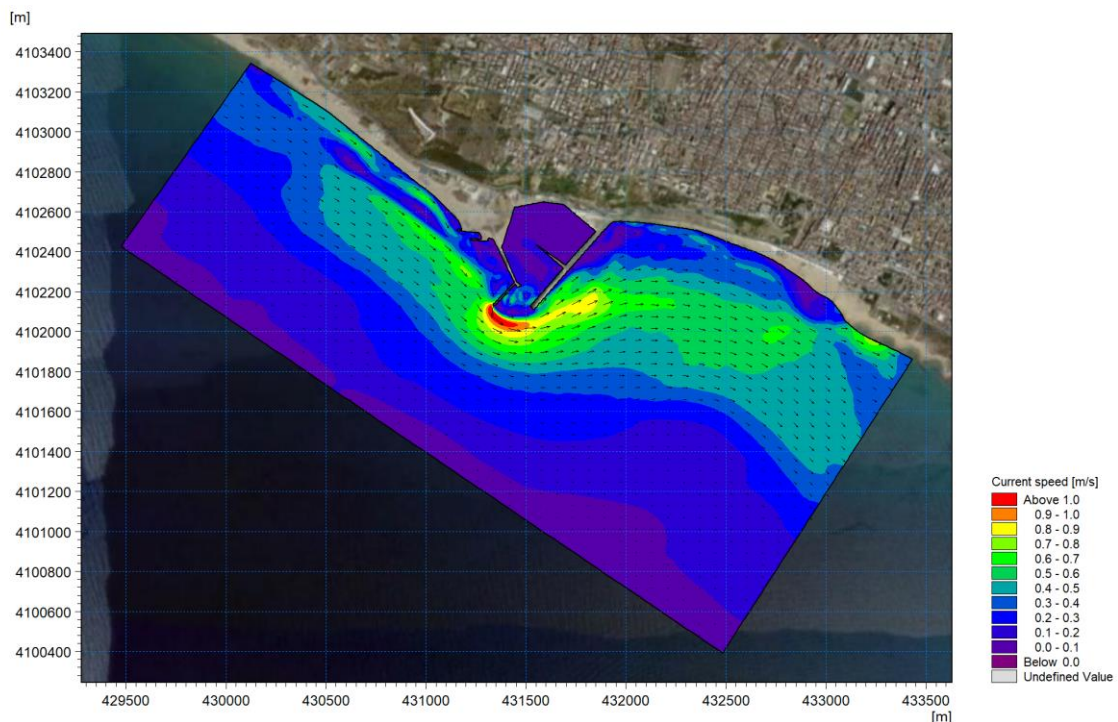 [m]
4103400
4103200
4103000
4102800
4102600
4102400
4102200
4102000
4101800
4101600
4101400
4101200
4101000
4100800
4100600
4100400
429500 430000 430500 431000 431500 432000 432500 433000 433500
[m]
Current speed [m/s]
Above 1.0
0.9 - 1.0
0.8 - 0.9
0.7 - 0.8
0.6 - 0.7
0.5 - 0.6
0.4 - 0.5
0.3 - 0.4
0.2 - 0.3
0.1 - 0.2
0.0 - 0.1
Below 0.0
Undefined Value